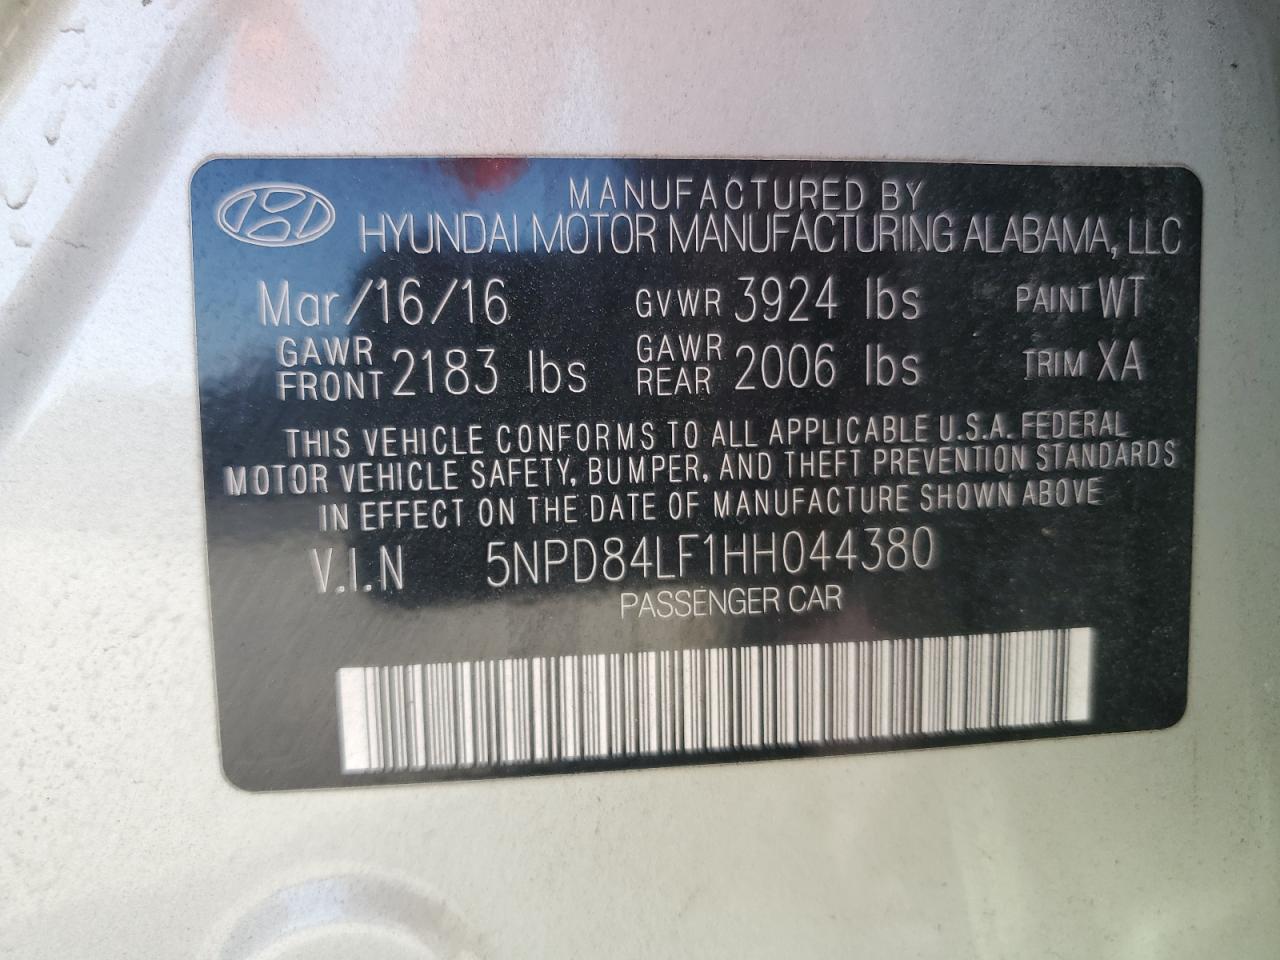 MANUFACTURED BY
HYUNDAI MOTOR MANUFACTURING ALABAMA, LLC
Mar/16/16 GVWR 3924 lbs PAINT WT
GAWR FRONT 2183 lbs GAWR REAR 2006 lbs TRIM XA
THIS VEHICLE CONFORMS TO ALL APPLICABLE U.S.A. FEDERAL
MOTOR VEHICLE SAFETY, BUMPER, AND THEFT PREVENTION STANDARDS
IN EFFECT ON THE DATE OF MANUFACTURE SHOWN ABOVE
V.I.N 5NPD84LF1HH044380
PASSENGER CAR